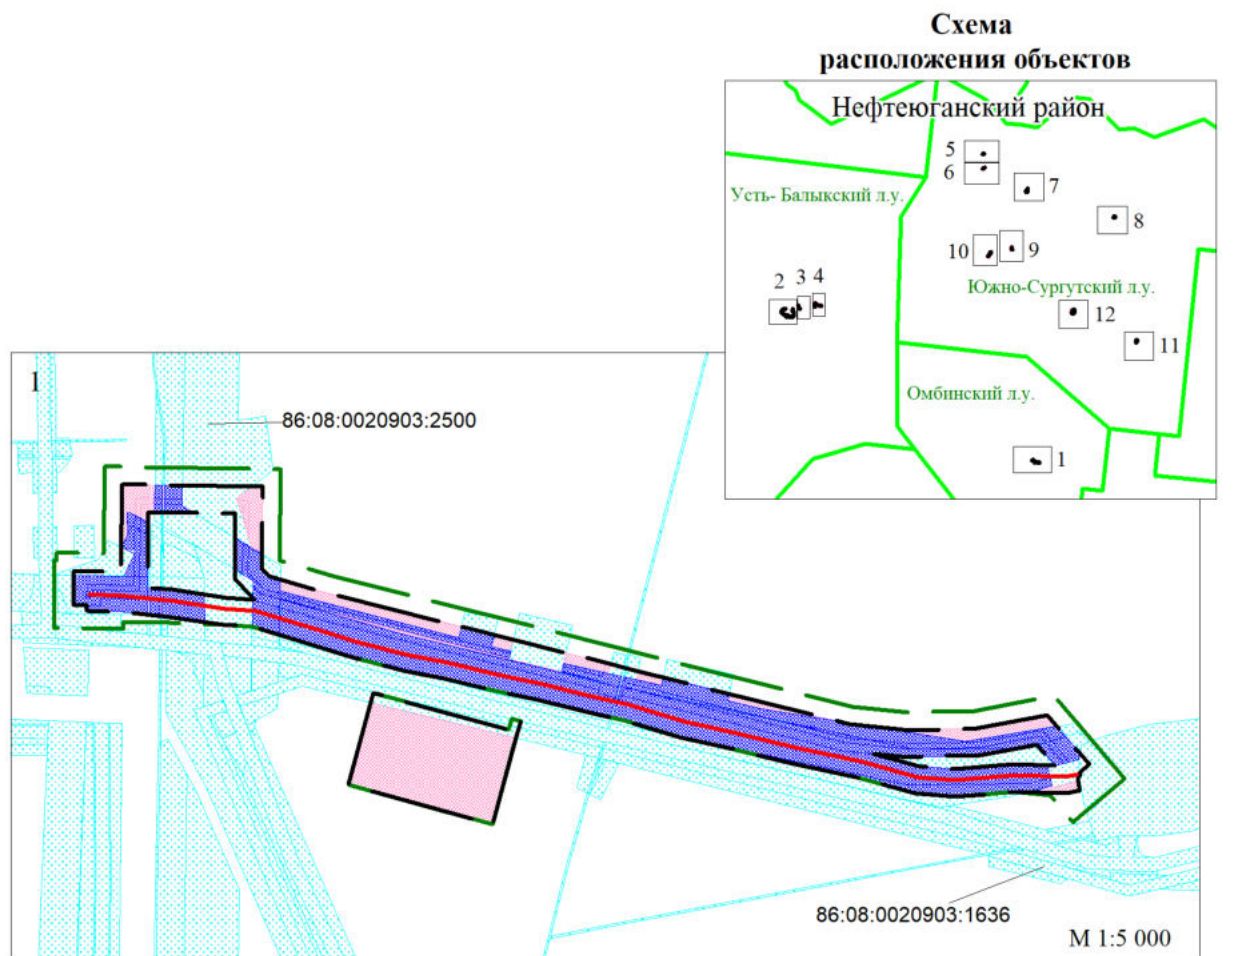 Схема
расположения объектов
Нефтеюганский район
5
6
7
Усть- Балыкский л.у.
8
10
9
2
3
4
Южно-Сургутский л.у.
12
11
Омбинский л.у.
1
1
86:08:0020903:2500
86:08:0020903:1636
М 1:5 000